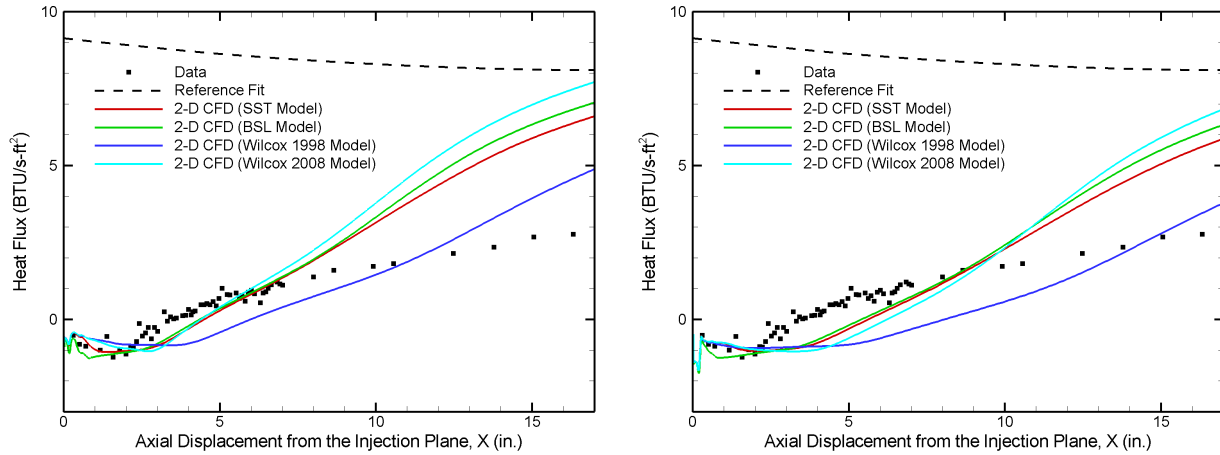 10
5
0
Heat Flux (BTU/s-ft²)
Data
Reference Fit
2-D CFD (SST Model)
2-D CFD (BSL Model)
2-D CFD (Wilcox 1998 Model)
2-D CFD (Wilcox 2008 Model)
0 5 10 15
Axial Displacement from the Injection Plane, X (in.)
10
5
0
Heat Flux (BTU/s-ft²)
Data
Reference Fit
2-D CFD (SST Model)
2-D CFD (BSL Model)
2-D CFD (Wilcox 1998 Model)
2-D CFD (Wilcox 2008 Model)
0 5 10 15
Axial Displacement from the Injection Plane, X (in.)